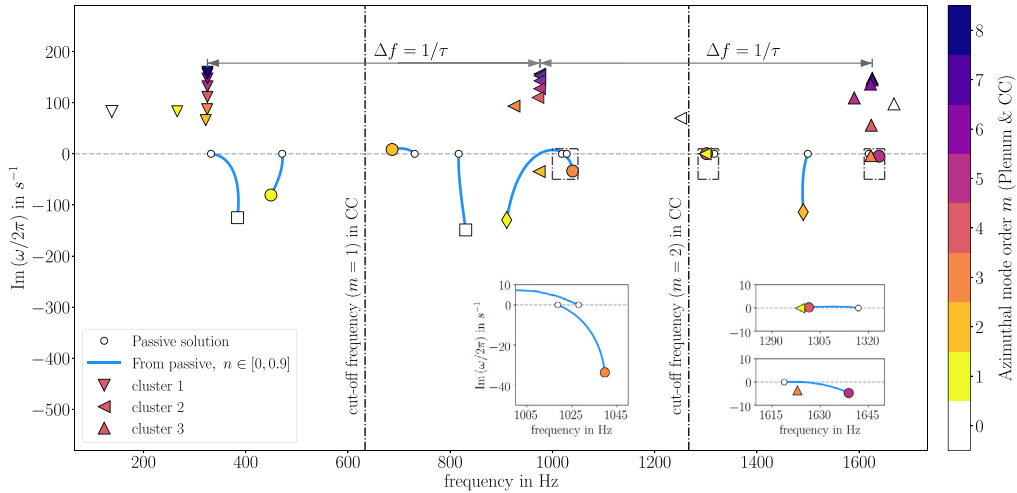 Δf = 1/τ
Δf = 1/τ
200
100
0
−100
−200
−300
−400
−500
Im (ω/2π) in s⁻¹
200
400
600
800
1000
1200
1400
1600
frequency in Hz
cut-off frequency (m = 1) in CC
cut-off frequency (m = 2) in CC
Passive solution
From passive, n ∈ [0, 0.9]
cluster 1
cluster 2
cluster 3
10
0
−20
−40
Im (ω/2π) in s⁻¹
1005
1025
1045
frequency in Hz
10
0
−10
1290
1305
1320
10
0
−10
1615
1630
1645
frequency in Hz
8
7
6
5
4
3
2
1
0
Azimuthal mode order m (Plenum & CC)